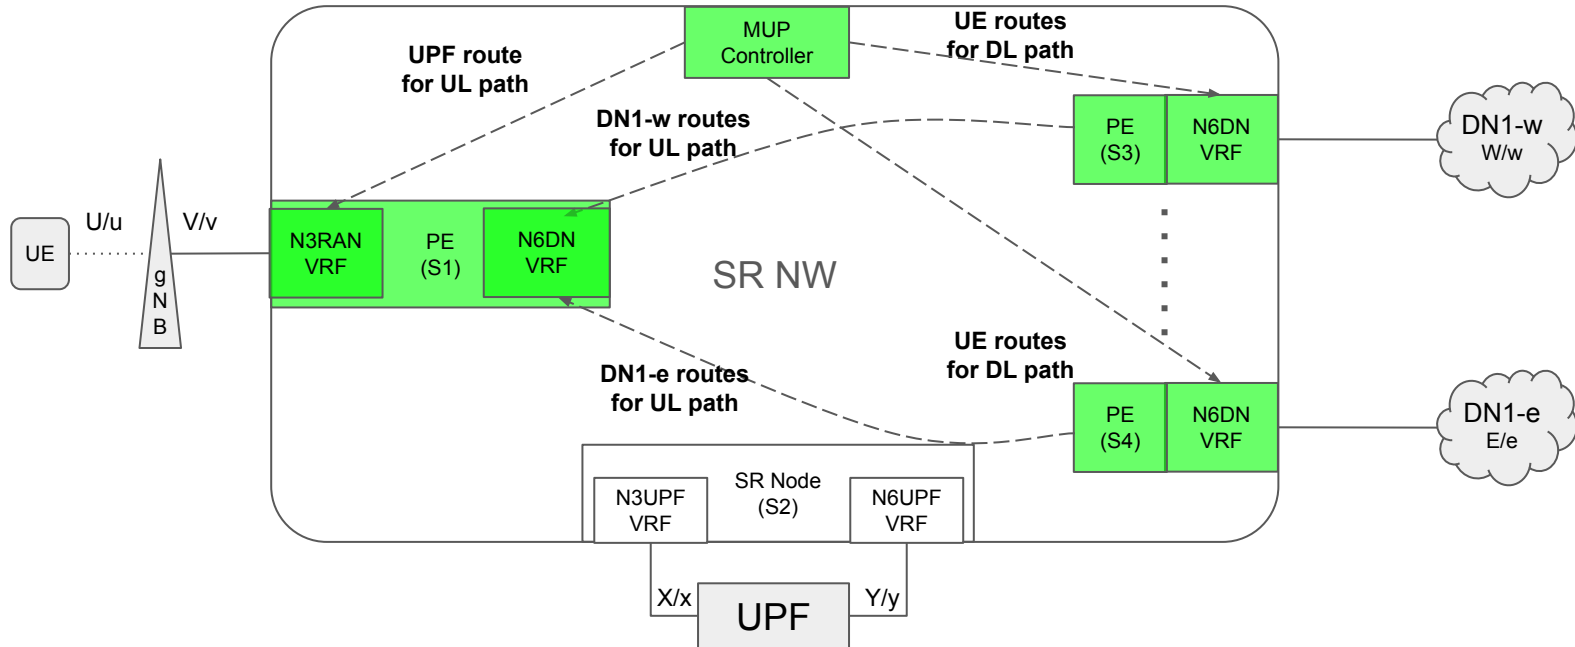 MUP
Controller
UE routes
for DL path
UPF route
for UL path
DN1-w routes
for UL path
PE
(S3)
N6DN
VRF
DN1-w
W/w
U/u
V/v
UE
g
N
B
N3RAN
VRF
PE
(S1)
N6DN
VRF
SR NW
UE routes
for DL path
DN1-e routes
for UL path
PE
(S4)
N6DN
VRF
DN1-e
E/e
SR Node
(S2)
N3UPF
VRF
N6UPF
VRF
X/x
Y/y
UPF